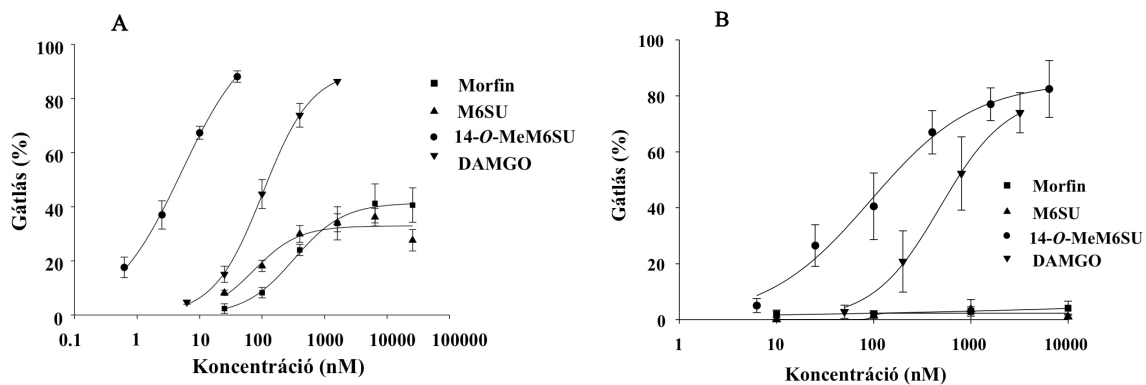 A
100
80
60
40
20
0
0.1 1 10 100 1000 10000 100000
Gátlás (%)
Koncentráció (nM)
Morfin
M6SU
14-O-MeM6SU
DAMGO
B
100
80
60
40
20
0
1 10 100 1000 10000
Gátlás (%)
Koncentráció (nM)
Morfin
M6SU
14-O-MeM6SU
DAMGO